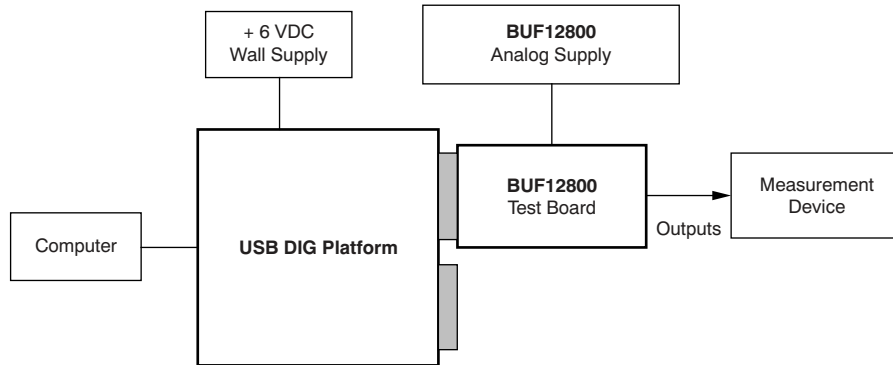 + 6 VDC
Wall Supply
BUF12800
Analog Supply
BUF12800
Test Board
Measurement
Device
Outputs
Computer
USB DIG Platform